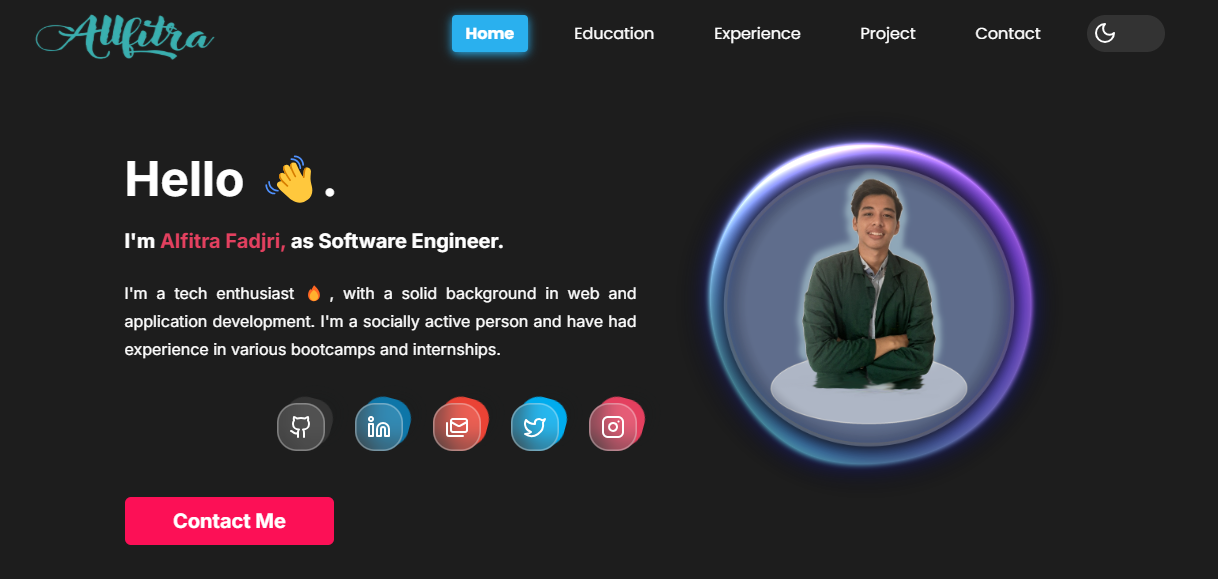 Allfitra
Home
Education
Experience
Project
Contact
Hello 👋.
I'm Alfitra Fadjri, as Software Engineer.
I'm a tech enthusiast 🔥, with a solid background in web and
application development. I'm a socially active person and have had
experience in various bootcamps and internships.
in
Contact Me